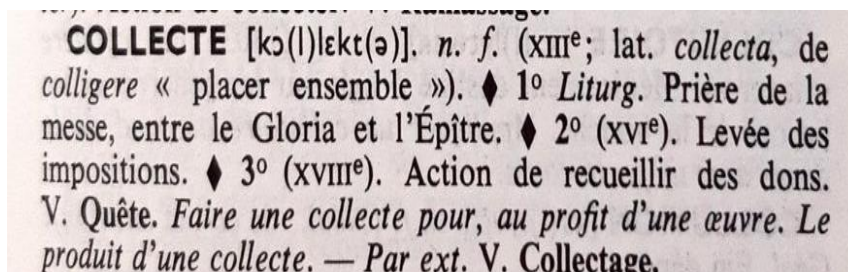 COLLECTE [kɔ(l)lɛkt(ə)]. n. f. (XIIIe; lat. collecta, de
colligere « placer ensemble »). ♦ 1º Liturg. Prière de la
messe, entre le Gloria et l'Épître. ♦ 2º (XVIe). Levée des
impositions. ♦ 3º (XVIIIe). Action de recueillir des dons.
V. Quête. Faire une collecte pour, au profit d'une œuvre. Le
produit d'une collecte. — Par ext. V. Collectage.